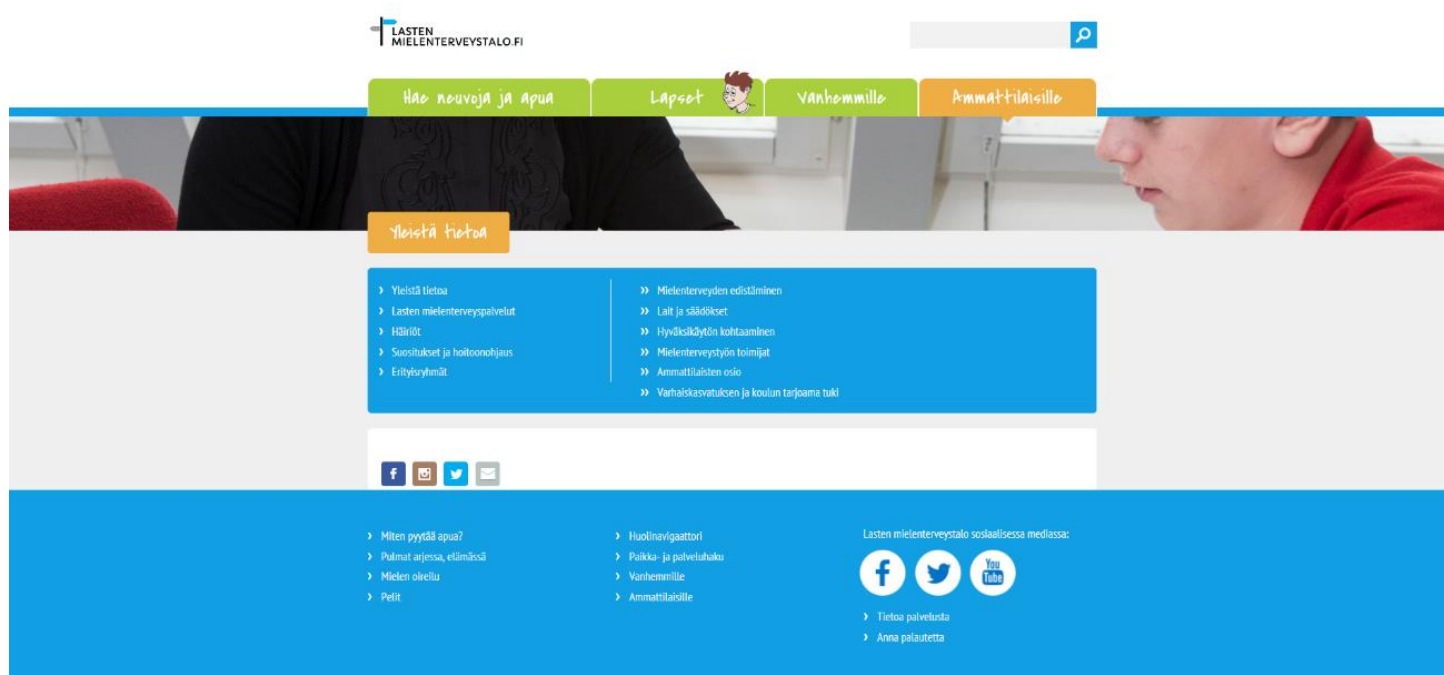 LASTEN
MIELENTERVEYSTALO.FI
Hae neuvoja ja apua
Lapset
Vanhemmille
Ammattilaisille
Yleistä tietoa
Yleistä tietoa
Lasten mielenterveyspalvelut
Häiriöt
Suositukset ja hoitoonohjaus
Erityisryhmät
Mielenterveyden edistäminen
Lait ja säädökset
Hyväksikäytön kohtaaminen
Mielenterveystyön toimijat
Ammattilaisten osio
Varhaiskasvatuksen ja koulun tarjoama tuki
Miten pyytää apua?
Pulmat arjessa, elämässä
Mielen oireilu
Pelit
Huolinavigaattori
Paikka- ja palveluhaku
Vanhemmille
Ammattilaisille
Lasten mielenterveystalo sosiaalisessa mediassa:
You
Tube
Tietoa palvelusta
Anna palautetta